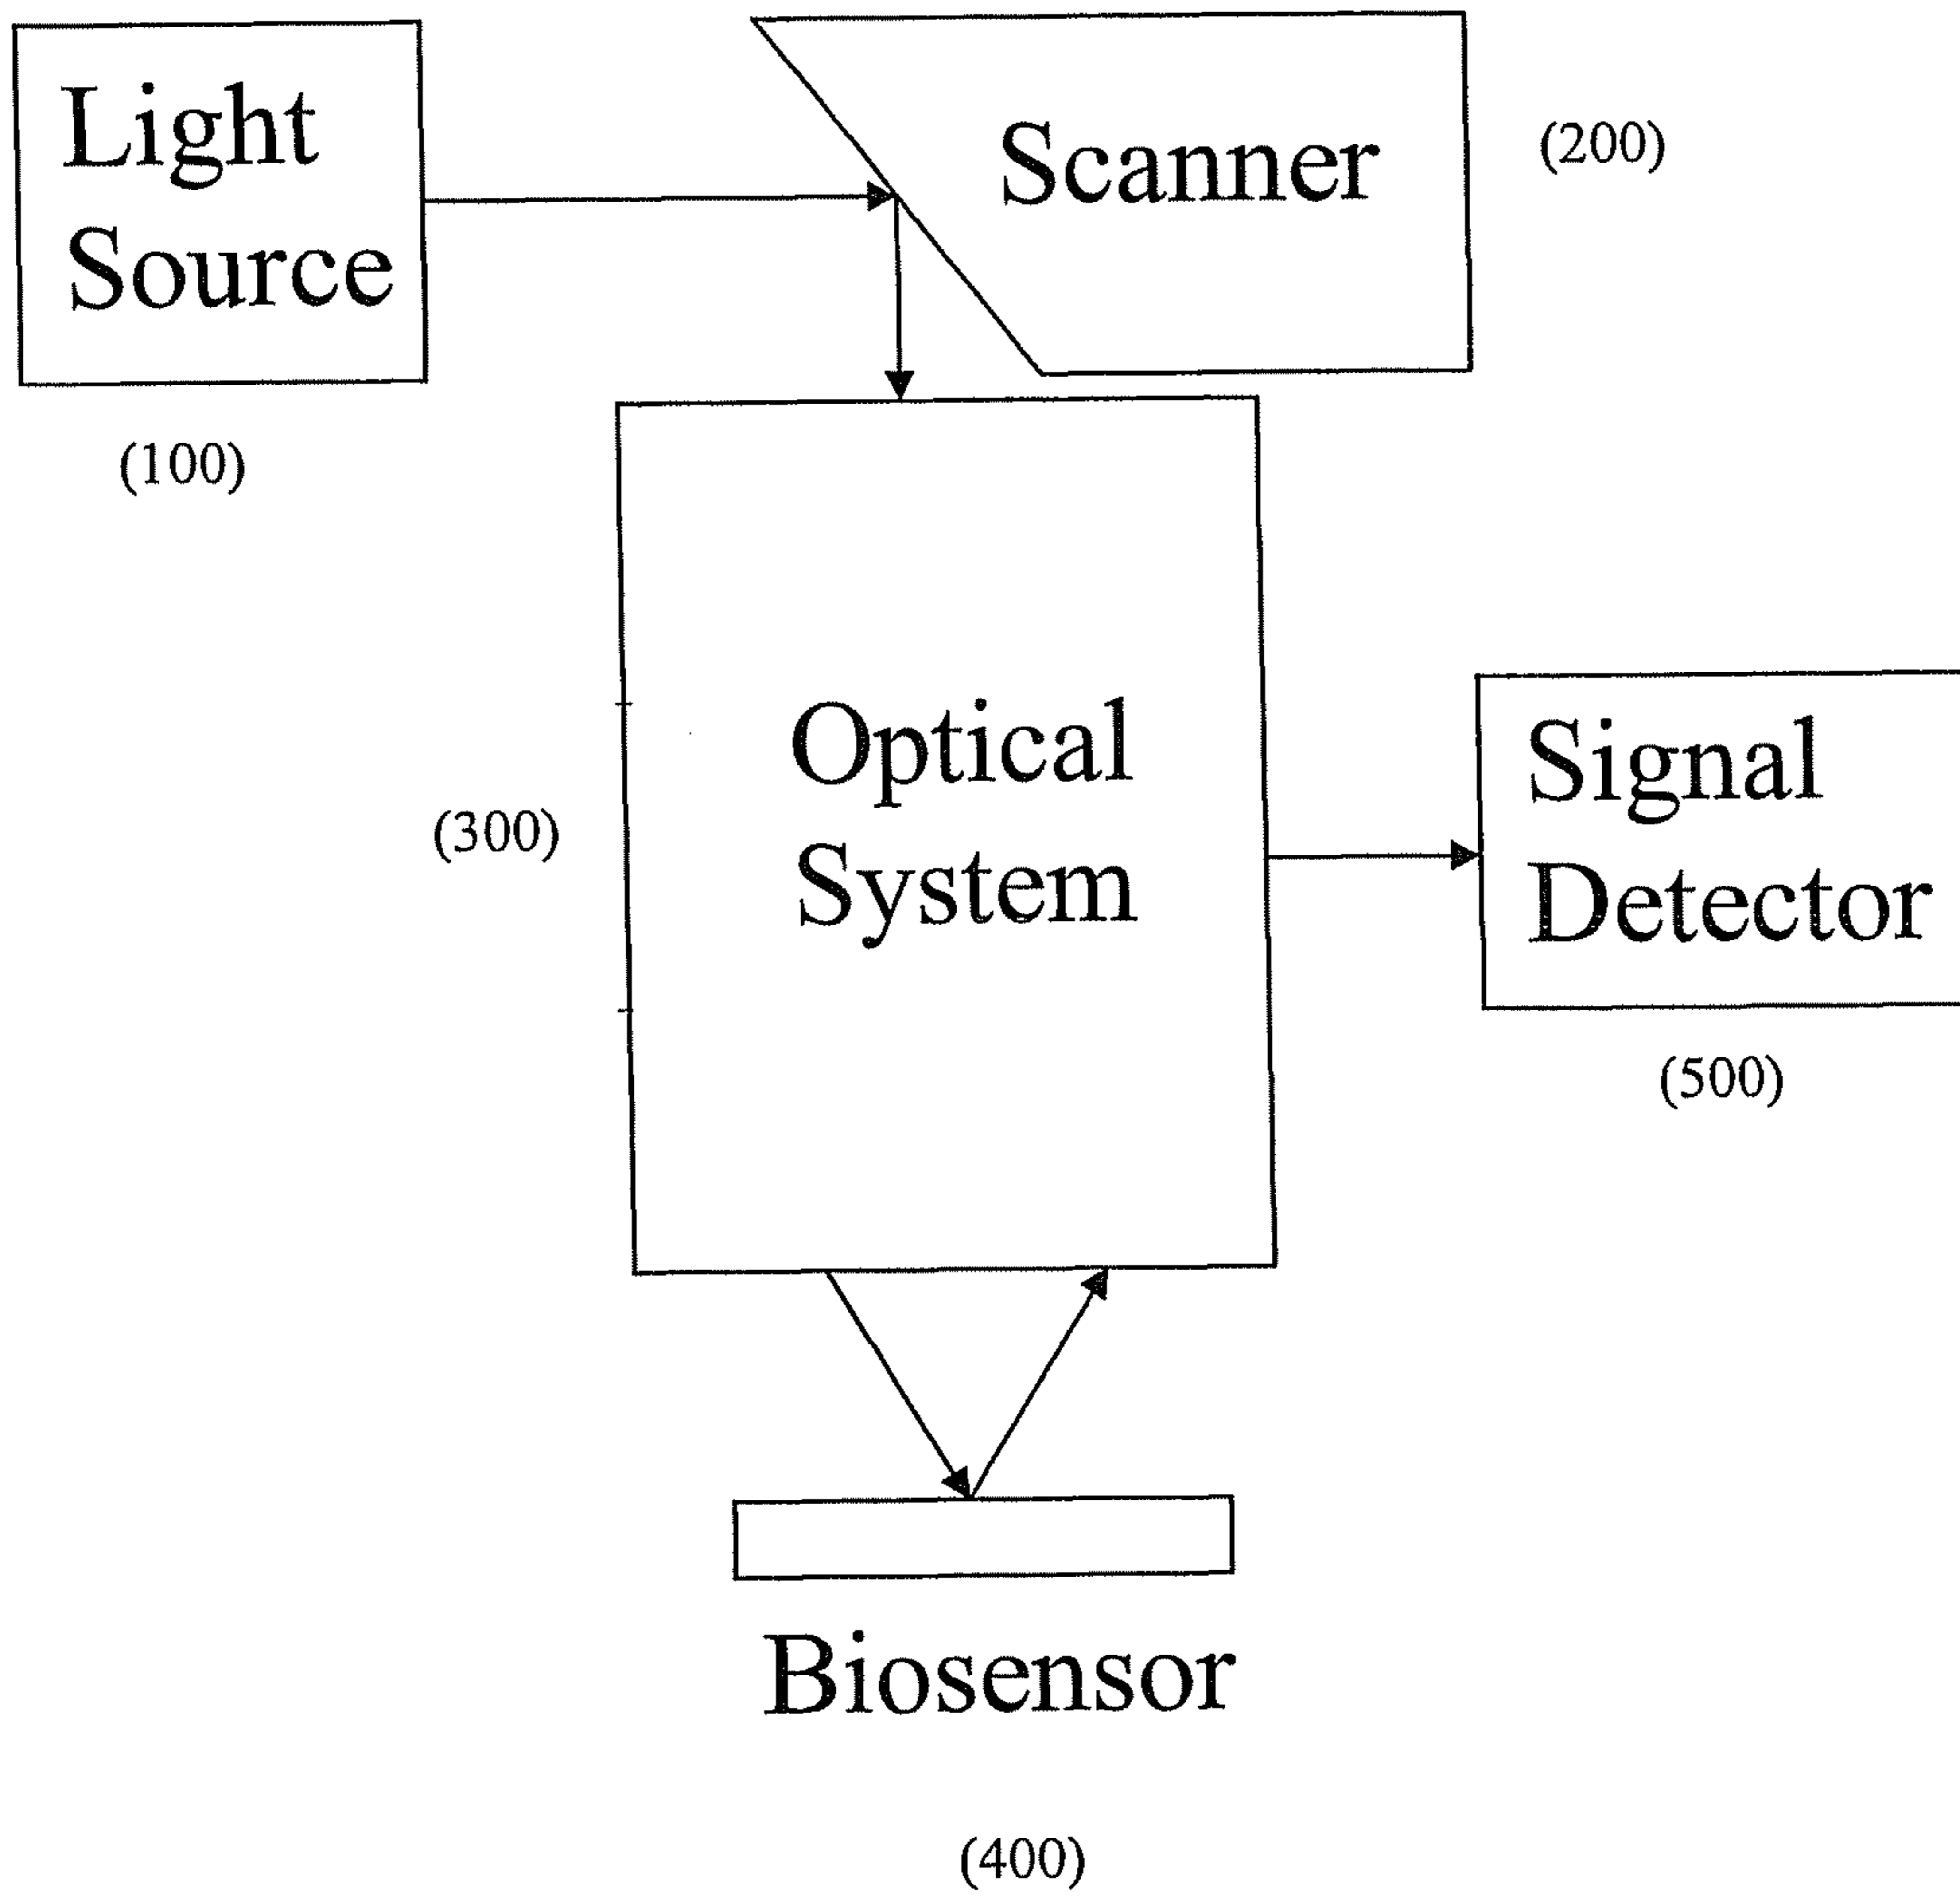 Light
Source
(100)
Scanner
(200)
Optical
System
(300)
Signal
Detector
(500)
Biosensor
(400)